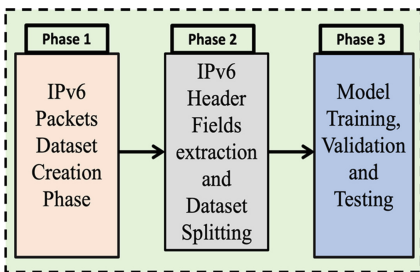 Phase 1
IPv6
Packets
Dataset
Creation
Phase
Phase 2
IPv6
Header
Fields
extraction
and
Dataset
Splitting
Phase 3
Model
Training,
Validation
and
Testing